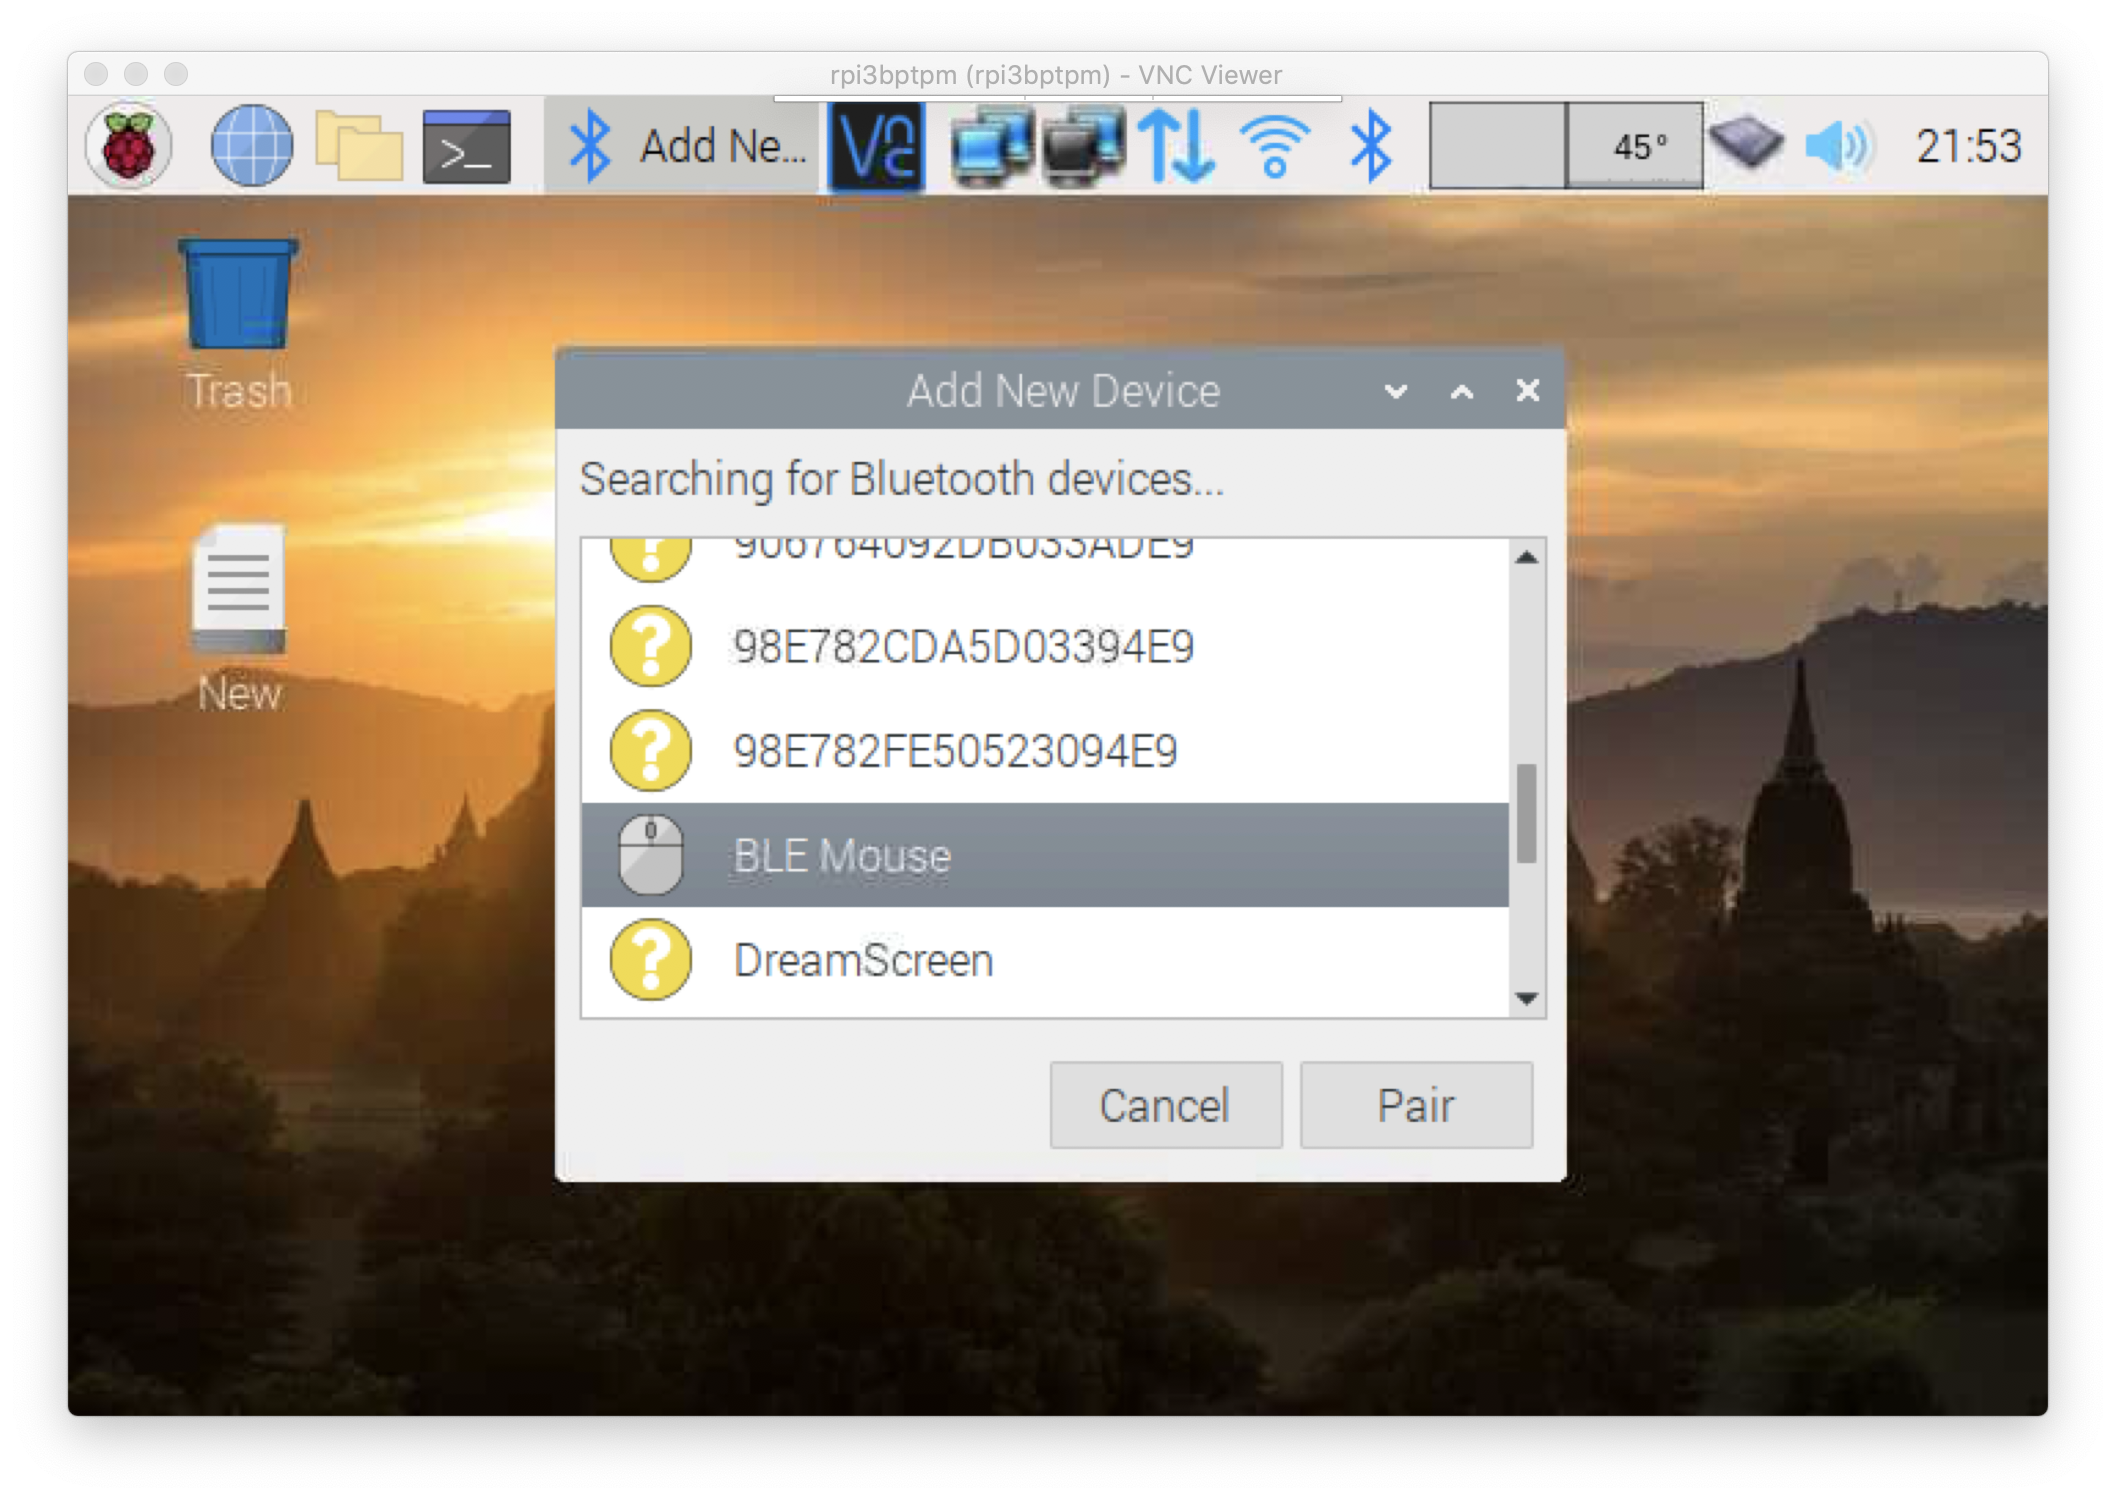 rpi3bptpm (rpi3bptpm) - VNC Viewer
Add Ne...
45°
21:53
Trash
New
Add New Device
Searching for Bluetooth devices...
906764092DB033ADE9
98E782CDA5D03394E9
98E782FE50523094E9
BLE Mouse
DreamScreen
Cancel
Pair